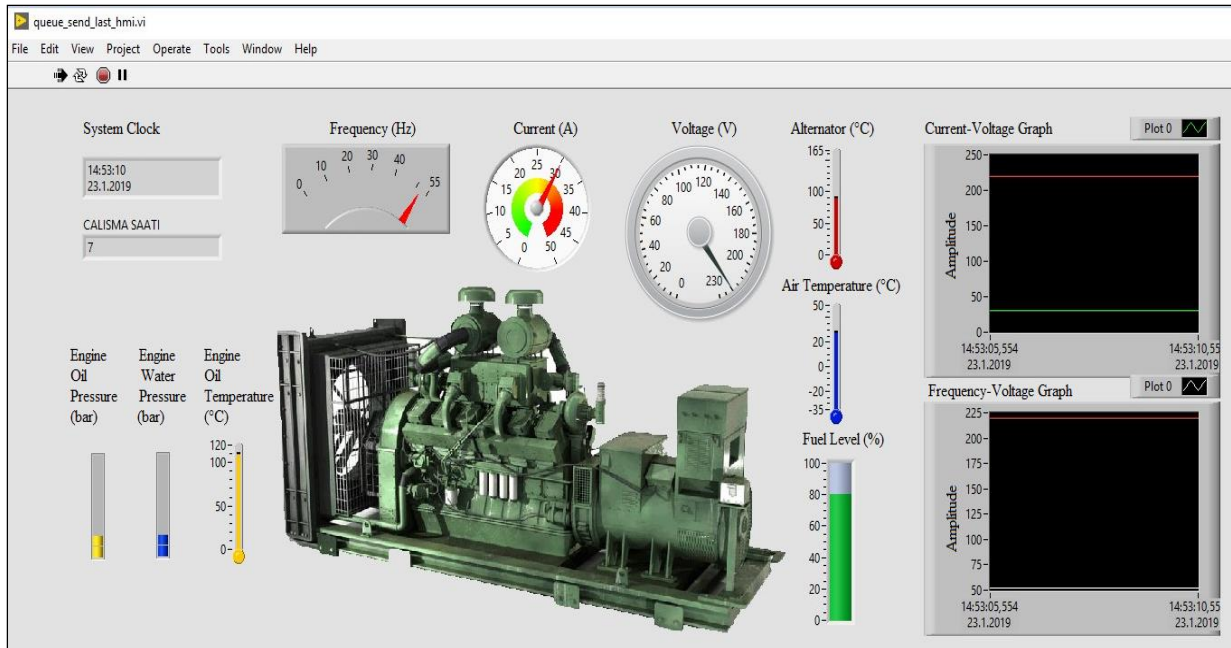 queue_send_last_hmi.vi
File Edit View Project Operate Tools Window Help
System Clock
14:53:10
23.1.2019
CALISMA SAATI
7
Frequency (Hz)
0 10 20 30 40 55
Current (A)
0 5 10 15 20 25 30 35 40 45 50
Voltage (V)
0 20 40 60 80 100 120 140 160 180 200 230
Alternator (°C)
165
100
50
0
Air Temperature (°C)
50
20
0
-20
-35
Fuel Level (%)
100
80
60
40
20
0
Engine
Oil
Pressure
(bar)
Engine
Water
Pressure
(bar)
Engine
Oil
Temperature
(°C)
120
100
50
0
Current-Voltage Graph
Plot 0
Amplitude
250
200
150
100
50
0
14:53:05,554
23.1.2019
14:53:10,55
23.1.2019
Frequency-Voltage Graph
Plot 0
Amplitude
225
200
175
150
125
100
75
50
14:53:05,554
23.1.2019
14:53:10,55
23.1.2019